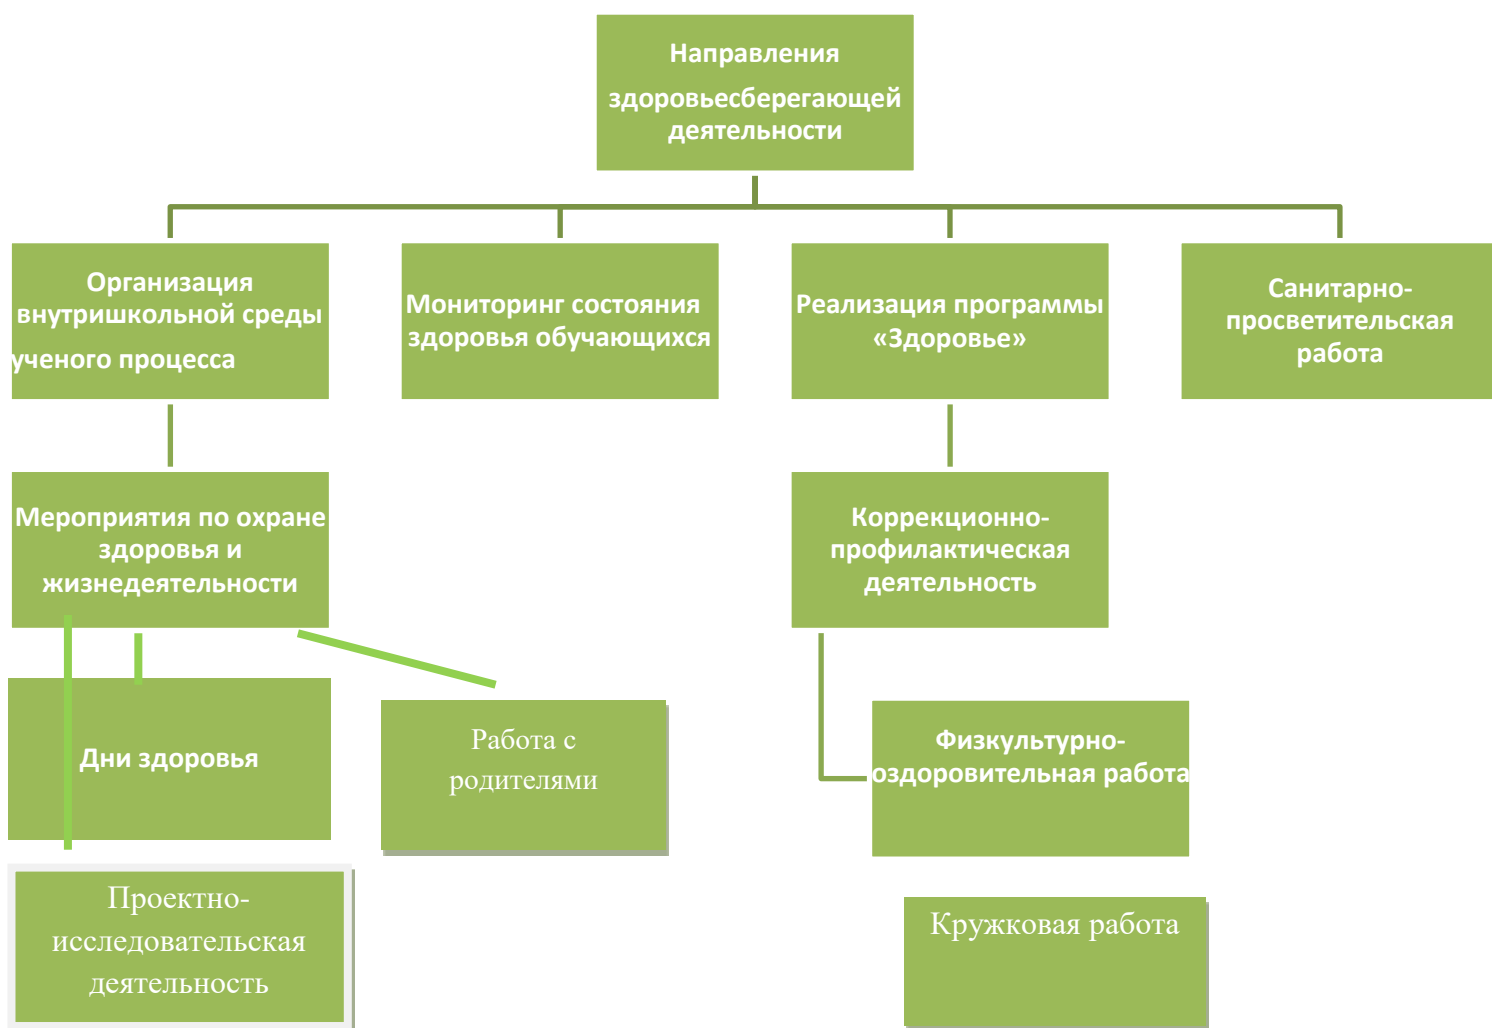 Направления
здоровьесберегающей
деятельности
Организация
внутришкольной среды
ученого процесса
Мониторинг состояния
здоровья обучающихся
Реализация программы
«Здоровье»
Санитарно-
просветительская
работа
Мероприятия по охране
здоровья и
жизнедеятельности
Коррекционно-
профилактическая
деятельность
Дни здоровья
Работа с
родителями
Физкультурно-
оздоровительная работа
Проектно-
исследовательская
деятельность
Кружковая работа